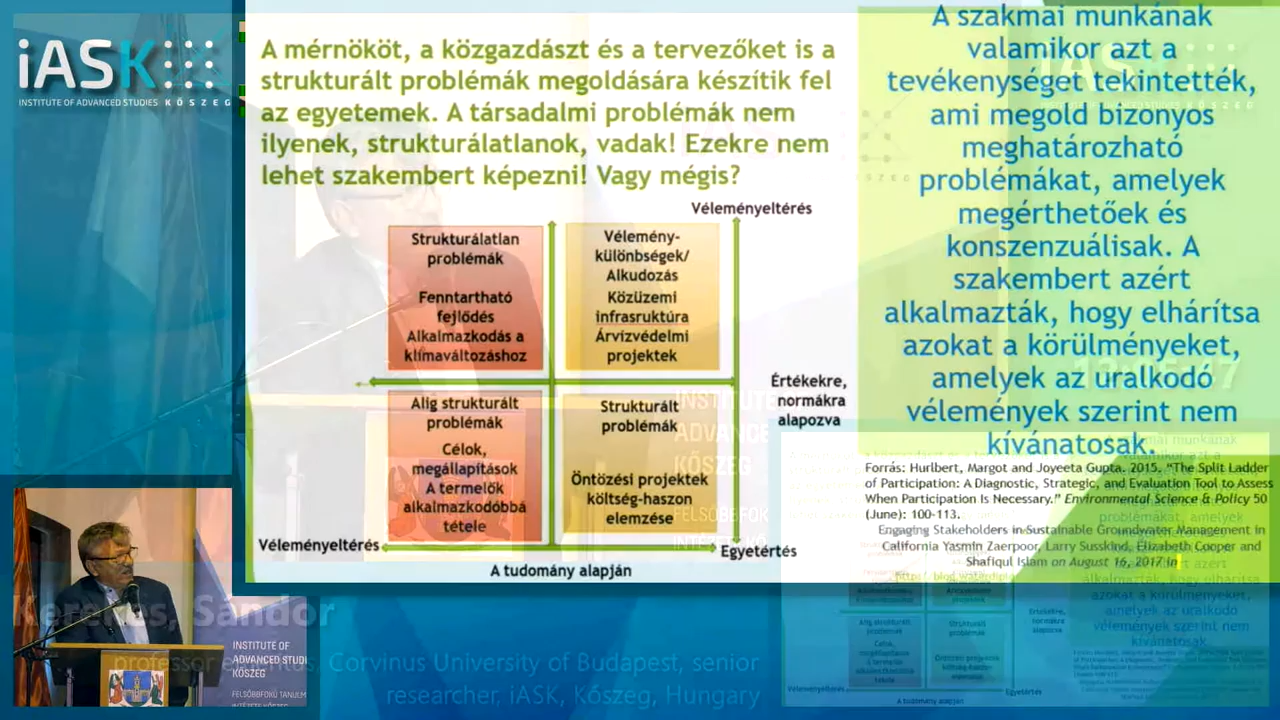 iASK
INSTITUTE OF ADVANCED STUDIES KŐSZEG
A mérnököt, a közgazdászt és a tervezőket is a
strukturált problémák megoldására készítik fel
az egyetemek. A társadalmi problémák nem
ilyenek, strukturálatlanok, vadak! Ezekre nem
lehet szakembert képezni! Vagy mégis?
Véleményeltérés
Strukturálatlan
problémák
Fenntartható
fejlődés
Alkalmazkodás a
klímaváltozáshoz
Vélemény-
különbségek/
Alkudozás
Közüzemi
infrasruktúra
Árvízvédelmi
projektek
Értékekre,
normákra
alapozva
Alig strukturált
problémák
Célok,
megállapítások
A termelők
alkalmazkodóbbá
tétele
Strukturált
problémák
Öntözési projektek
költség-haszon
elemzése
Véleményeltérés
Egyetértés
A tudomány alapján
A szakmai munkának
valamikor azt a
tevékenységet tekintették,
ami megold bizonyos
meghatározható
problémákat, amelyek
megérthetőek és
konszenzuálisak. A
szakembert azért
alkalmazták, hogy elhárítsa
azokat a körülményeket,
amelyek az uralkodó
vélemények szerint nem
kívánatosak.
Forrás: Hurlbert, Margot and Joyeeta Gupta. 2015. “The Split Ladder
of Participation: A Diagnostic, Strategic, and Evaluation Tool to Assess
When Participation Is Necessary.” Environmental Science & Policy 50
(June): 100-113.
Engaging Stakeholders in Sustainable Groundwater Management in
California Yasmin Zaerpoor, Larry Susskind, Elizabeth Cooper and
Shafiqul Islam on August 16, 2017 in
Kerekes, Sándor
professor emeritus, Corvinus University of Budapest, senior
researcher, iASK, Kőszeg, Hungary
INSTITUTE OF
ADVANCED STUDI
KŐSZEG
FELSŐBBFOKÚ TANULM